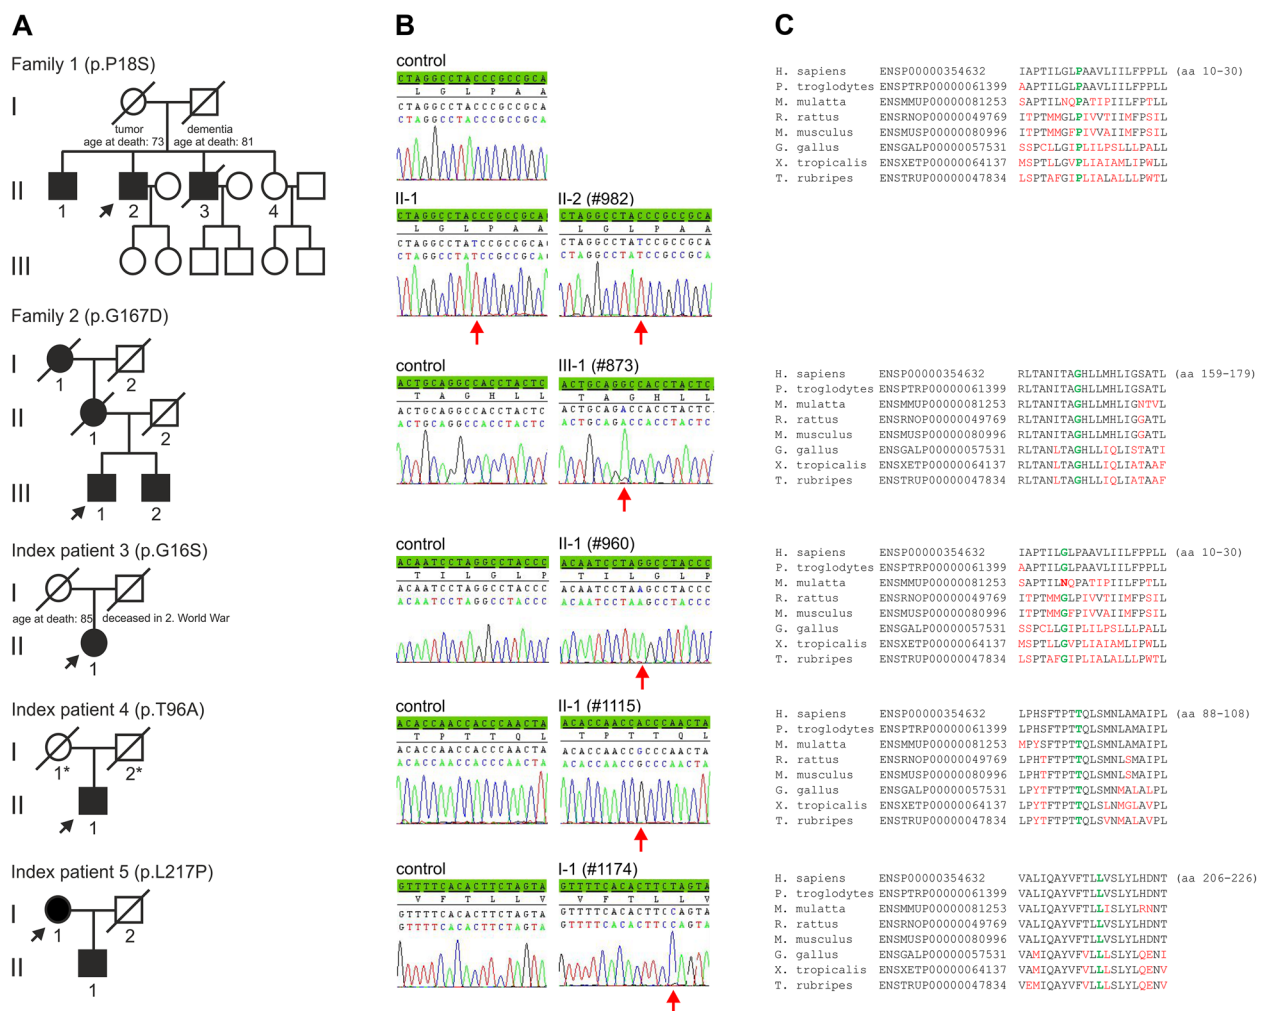 A
B
C
Family 1 (p.P18S)
I
tumor
age at death: 73
dementia
age at death: 81
II
1
2
3
4
III
control
CTAGGCCTACCCGCCGCA
L G L P A A
CTAGGCCTACCCGCCGCA
CTAGGCCTACCCGCCGCA
II-1
CTAGGCCTACCCGCCGCA
L G L P A A
CTAGGCCTATCCGCCGCA
CTAGGCCTATCCGCCGCA
II-2 (#982)
CTAGGCCTACCCGCCGCA
L G L P A A
CTAGGCCTATCCGCCGCA
CTAGGCCTATCCGCCGCA
H. sapiens ENSP00000354632 IAPTILGLPAAVLIILFPPLL (aa 10-30)
P. troglodytes ENSPTRP00000061399 AAPTILGLPAAVLIILFPPLL
M. mulatta ENSMMUP00000081253 SAPTILNQPATIPIILFPTLL
R. rattus ENSRNOP00000049769 ITPTMMGLPIVVTIIMFPSIL
M. musculus ENSMUSP00000080996 ITPTMMGFPIVVAIIMFPSIL
G. gallus ENSGALP00000057531 SSPCLLGIPLILPSLLLPALL
X. tropicalis ENSXETP00000064137 MSPTLLGVPLIAIAMLIPWLL
T. rubripes ENSTRUP00000047834 LSPTAFGIPLIALALLLPWTL
Family 2 (p.G167D)
I
1
2
II
1
2
III
1
2
control
ACTGCAGGCCACCTACTC
T A G H L L
ACTGCAGGCCACCTACTC
ACTGCAGGCCACCTACTC
III-1 (#873)
ACTGCAGGCCACCTACTC
T A G H L L
ACTGCAGACCACCTACTC
ACTGCAGACCACCTACTC
H. sapiens ENSP00000354632 RLTANITAGHLLMHLIGSATL (aa 159-179)
P. troglodytes ENSPTRP00000061399 RLTANITAGHLLMHLIGSATL
M. mulatta ENSMMUP00000081253 RLTANITAGHLLMHLIGNTVL
R. rattus ENSRNOP00000049769 RLTANITAGHLLMHLIGGATL
M. musculus ENSMUSP00000080996 RLTANITAGHLLMHLIGGATL
G. gallus ENSGALP00000057531 RLTANLTAGHLLIQLISTATI
X. tropicalis ENSXETP00000064137 RLTANLTAGHLLIQLIATAAF
T. rubripes ENSTRUP00000047834 RLTANLTAGHLLIQLIATAAF
Index patient 3 (p.G16S)
I
age at death: 85
deceased in 2. World War
II
1
control
ACAATCCTAGGCCTACCC
T I L G L P
ACAATCCTAGGCCTACCC
ACAATCCTAGGCCTACCC
II-1 (#960)
ACAATCCTAGGCCTACCC
T I L G L P
ACAATCCTAAGCCTACCC
ACAATCCTAAGCCTACCC
H. sapiens ENSP00000354632 IAPTILGLPAAVLIILFPPLL (aa 10-30)
P. troglodytes ENSPTRP00000061399 AAPTILGLPAAVLIILFPPLL
M. mulatta ENSMMUP00000081253 SAPTILNQPATIPIILFPTLL
R. rattus ENSRNOP00000049769 ITPTMMGLPIVVTIIMFPSIL
M. musculus ENSMUSP00000080996 ITPTMMGFPIVVAIIMFPSIL
G. gallus ENSGALP00000057531 SSPCLLGIPLILPSLLLPALL
X. tropicalis ENSXETP00000064137 MSPTLLGVPLIAIAMLIPWLL
T. rubripes ENSTRUP00000047834 LSPTAFGIPLIALALLLPWTL
Index patient 4 (p.T96A)
I
1*
2*
II
1
control
ACACCAACCACCCAACTA
T P T T Q L
ACACCAACCACCCAACTA
ACACCAACCACCCAACTA
II-1 (#1115)
ACACCAACCACCCAACTA
T P T T Q L
ACACCAACCGCCCAACTA
ACACCAACCGCCCAACTA
H. sapiens ENSP00000354632 LPHSFTPTTQLSMNLAMAIPL (aa 88-108)
P. troglodytes ENSPTRP00000061399 LPHSFTPTTQLSMNLAMAIPL
M. mulatta ENSMMUP00000081253 MPYSFTPTTQLSMNLAMAIPL
R. rattus ENSRNOP00000049769 LPHTFTPTTQLSMNLSMAIPL
M. musculus ENSMUSP00000080996 LPHTFTPTTQLSMNLSMAIPL
G. gallus ENSGALP00000057531 LPYTFTPTTQLSMNMALALPL
X. tropicalis ENSXETP00000064137 LPYTFTPTTQLSLNMGLAVPL
T. rubripes ENSTRUP00000047834 LPYTFTPTTQLSVNMALAVPL
Index patient 5 (p.L217P)
I
1
2
II
1
control
GTTTTCACACTTCTAGTA
V F T L L V
GTTTTCACACTTCTAGTA
GTTTTCACACTTCTAGTA
I-1 (#1174)
GTTTTCACACTTCTAGTA
V F T L L V
GTTTTCACACTTCCAGTA
GTTTTCACACTTCCAGTA
H. sapiens ENSP00000354632 VALIQAYVFTLLVSLYLHDNT (aa 206-226)
P. troglodytes ENSPTRP00000061399 VALIQAYVFTLLVSLYLHDNT
M. mulatta ENSMMUP00000081253 VALIQAYVFTLLISLYLRNNT
R. rattus ENSRNOP00000049769 VALIQAYVFTLLVSLYLHDNT
M. musculus ENSMUSP00000080996 VALIQAYVFTLLVSLYLHDNT
G. gallus ENSGALP00000057531 VAMIQAYVFVLLLSLYLQENI
X. tropicalis ENSXETP00000064137 VAMIQAYVFVLLLSLYLQENV
T. rubripes ENSTRUP00000047834 VEMIQAYVFVLLLSLYLQENV